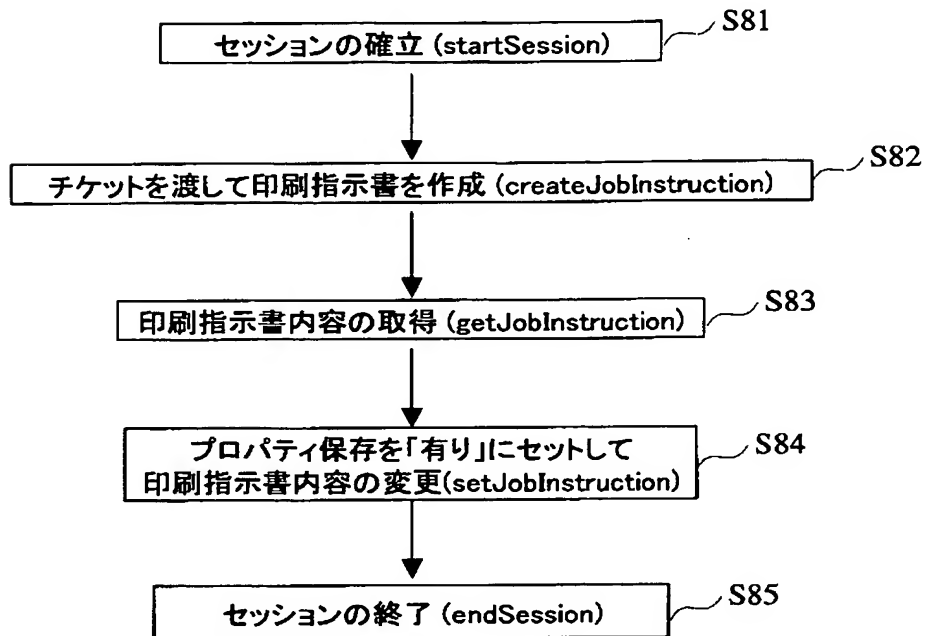 セッションの確立 (startSession)
S81
チケットを渡して印刷指示書を作成 (createJobInstruction)
S82
印刷指示書内容の取得 (getJobInstruction)
S83
プロパティ保存を「有り」にセットして
印刷指示書内容の変更(setJobInstruction)
S84
セッションの終了 (endSession)
S85